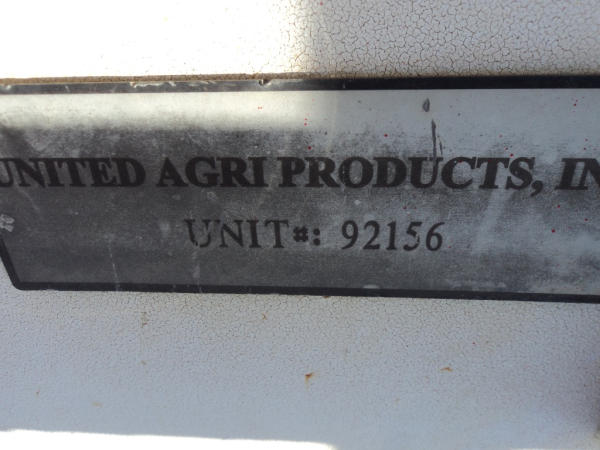 UNITED AGRI PRODUCTS, IN
UNIT#: 92156